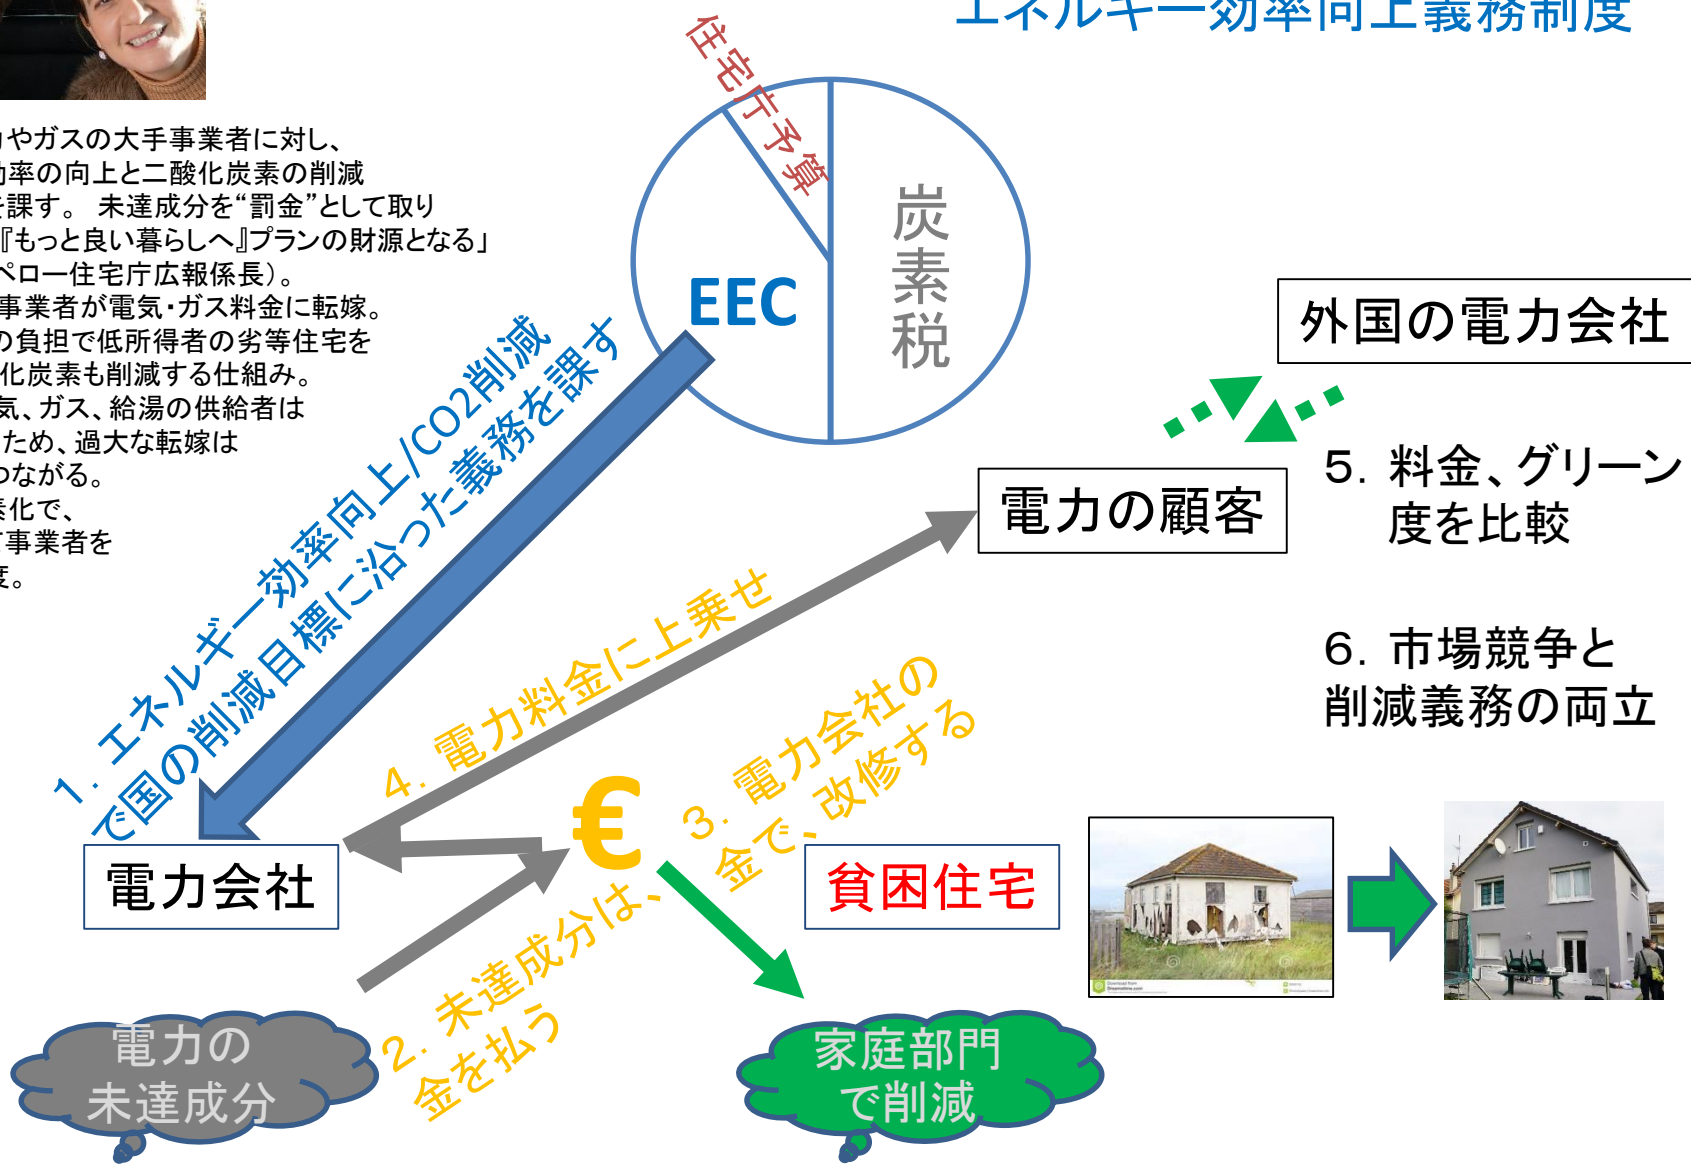 エネルギー効率向上義務制度
やガスの大手事業者に対し、
率の向上と二酸化炭素の削減
課す。 未達成分を“罰金”として取り
『もっと良い暮らしへ』プランの財源となる」
ペロー住宅庁広報係長）。
事業者が電気・ガス料金に転嫁。
の負担で低所得者の劣等住宅を
化炭素も削減する仕組み。
気、ガス、給湯の供給者は
ため、過大な転嫁は
つながる。
化で、
事業者を
度。
住宅庁予算
EEC
炭素税
1. エネルギー効率向上/CO2削減
で国の削減目標に沿った義務を課す
外国の電力会社
電力の顧客
5. 料金、グリーン
度を比較
6. 市場競争と
削減義務の両立
4. 電力料金に上乗せ
€
3. 電力会社の
金で、改修する
電力会社
貧困住宅
2. 未達成分は、
金を払う
電力の
未達成分
家庭部門
で削減
Download from
Dreamstime.com